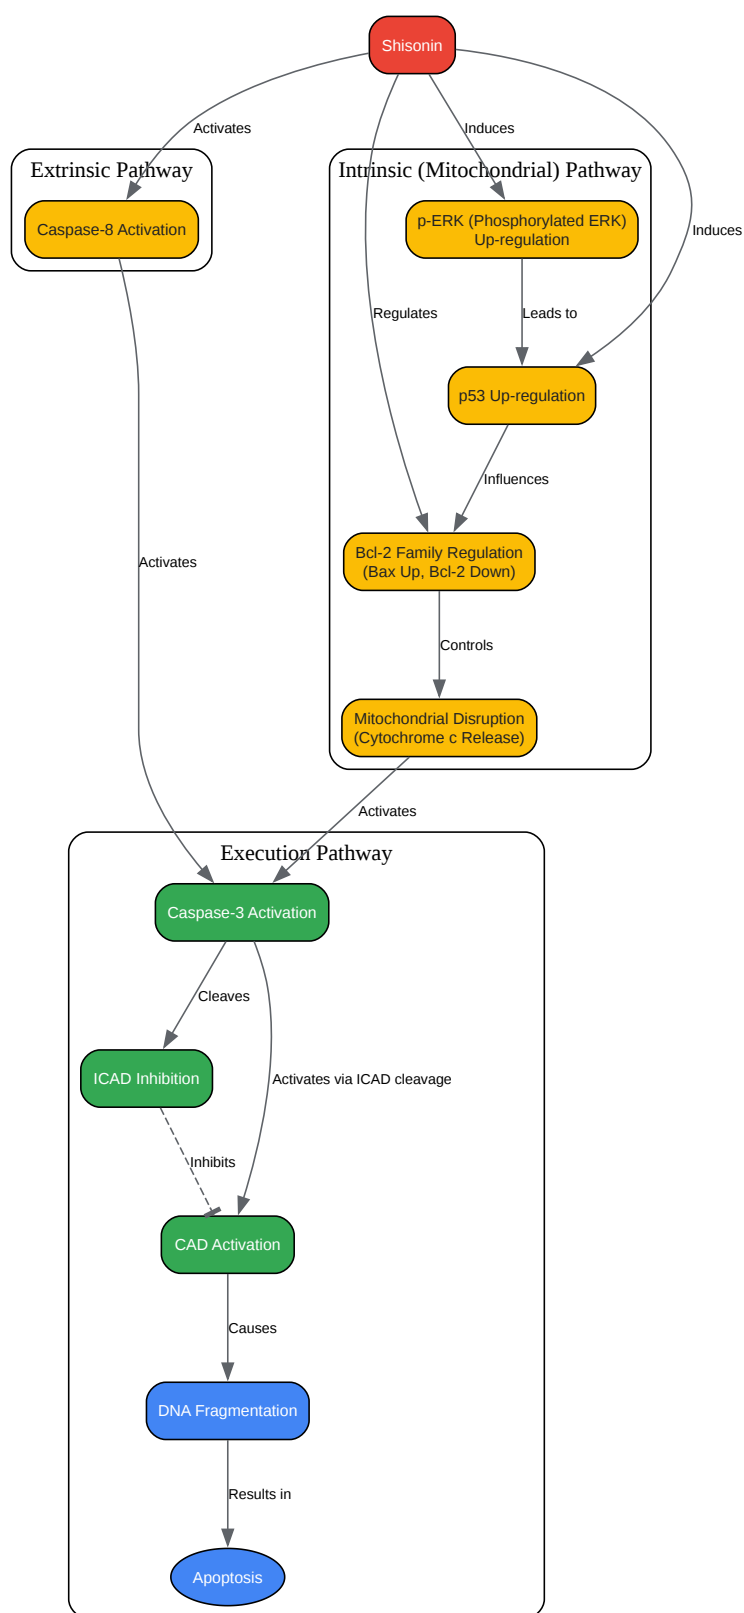 Shisonin
Activates
Induces
Extrinsic Pathway
Intrinsic (Mitochondrial) Pathway
Caspase-8 Activation
p-ERK (Phosphorylated ERK)
Up-regulation
Induces
Regulates
Leads to
p53 Up-regulation
Influences
Bcl-2 Family Regulation
(Bax Up, Bcl-2 Down)
Activates
Controls
Mitochondrial Disruption
(Cytochrome c Release)
Activates
Execution Pathway
Caspase-3 Activation
Cleaves
ICAD Inhibition
Activates via ICAD cleavage
Inhibits
CAD Activation
Causes
DNA Fragmentation
Results in
Apoptosis